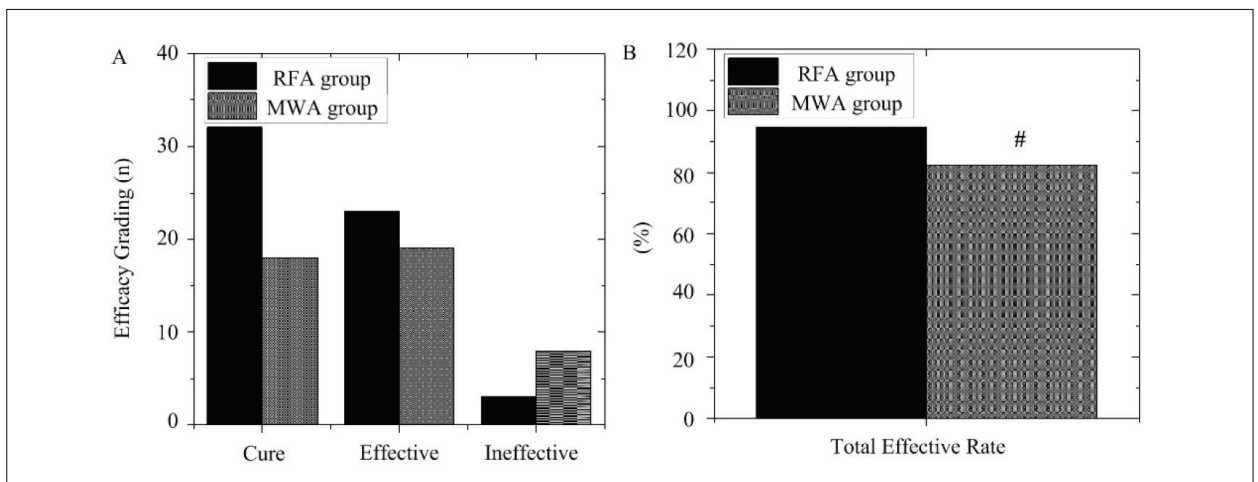 A
40
30
20
10
0
Efficacy Grading (n)
RFA group
MWA group
Cure Effective Ineffective
B
120
100
80
60
40
20
0
(%)
RFA group
MWA group
#
Total Effective Rate